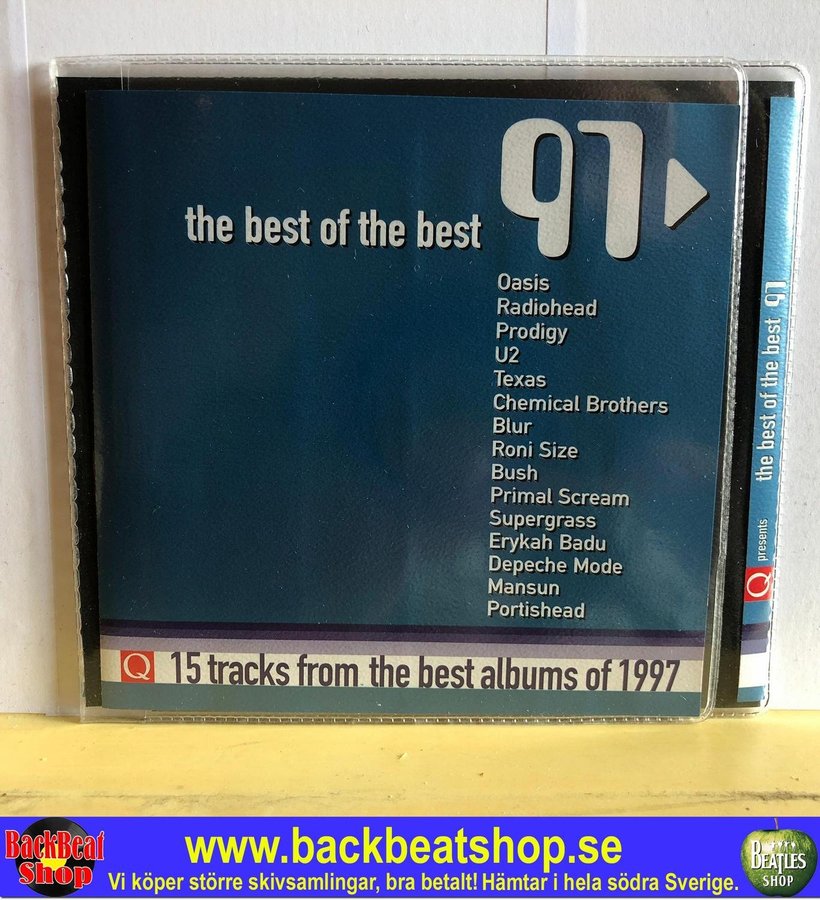 the best of the best 97
Oasis
Radiohead
Prodigy
U2
Texas
Chemical Brothers
Blur
Roni Size
Bush
Primal Scream
Supergrass
Erykah Badu
Depeche Mode
Mansun
Portishead
Q 15 tracks from the best albums of 1997
Q presents the best of the best 97
BackBeat
Shop
www.backbeatshop.se
Vi köper större skivsamlingar, bra betalt! Hämtar i hela södra Sverige.
BEATLES
SHOP